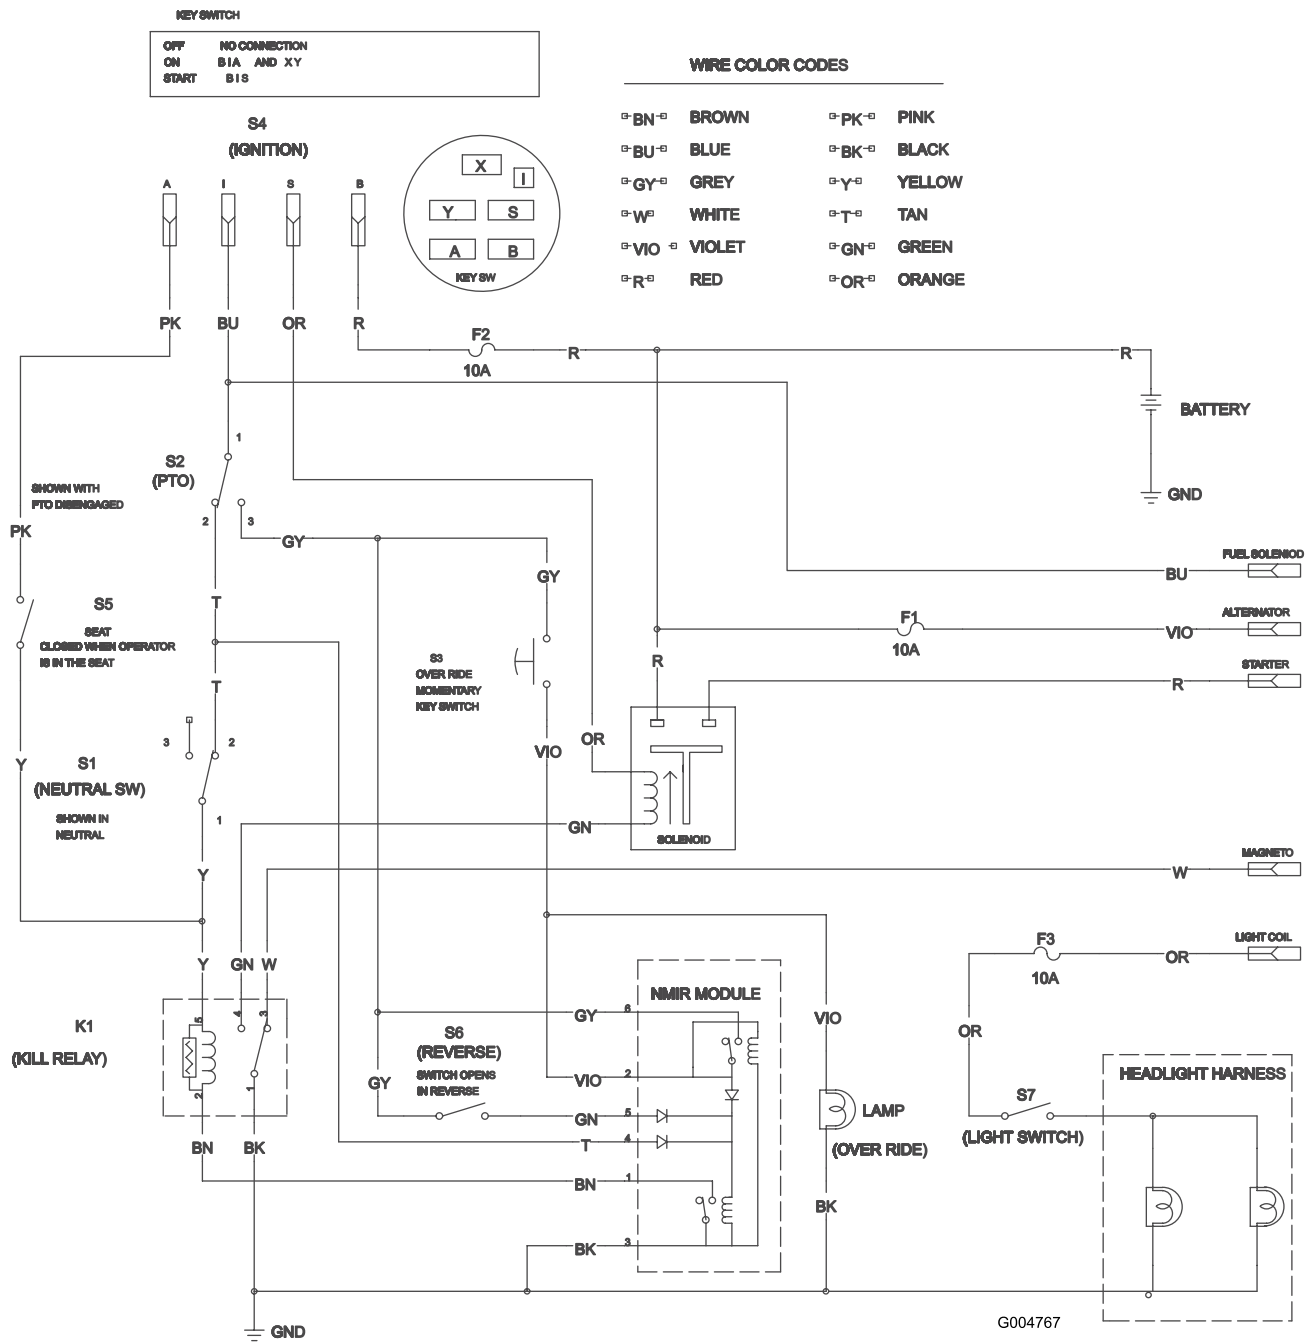 KEY SWITCH
OFF NO CONNECTION
ON B I A AND X Y
START B I S
WIRE COLOR CODES
BN BROWN PK PINK
BU BLUE BK BLACK
GY GREY Y YELLOW
W WHITE T TAN
VIO VIOLET GN GREEN
R RED OR ORANGE
S4
(IGNITION)
A I S B
X
I
Y S
A B
KEY SW
PK BU OR R
F2
10A
R
R
BATTERY
GND
1
S2
(PTO)
2 3
SHOWN WITH
PTO DISENGAGED
PK
GY
GY
FUEL SOLENIOD
BU
T
S5
SEAT
CLOSED WHEN OPERATOR
IS IN THE SEAT
F1
10A
ALTERNATOR
VIO
S3
OVER RIDE
MOMENTARY
KEY SWITCH
R
STARTER
R
T
3 2
Y
S1
(NEUTRAL SW)
SHOWN IN
NEUTRAL
1
VIO
OR
GN
SOLENOID
MAGNETO
W
Y
Y GN W
F3
10A
LIGHT COIL
OR
K1
(KILL RELAY)
5 4 3
2 1
BN BK
NMIR MODULE
GY 6
S6
(REVERSE)
SWITCH OPENS
IN REVERSE
GY
VIO 2
GN 5
T 4
BN 1
BK 3
VIO
LAMP
(OVER RIDE)
BK
OR
S7
(LIGHT SWITCH)
HEADLIGHT HARNESS
GND
G004767